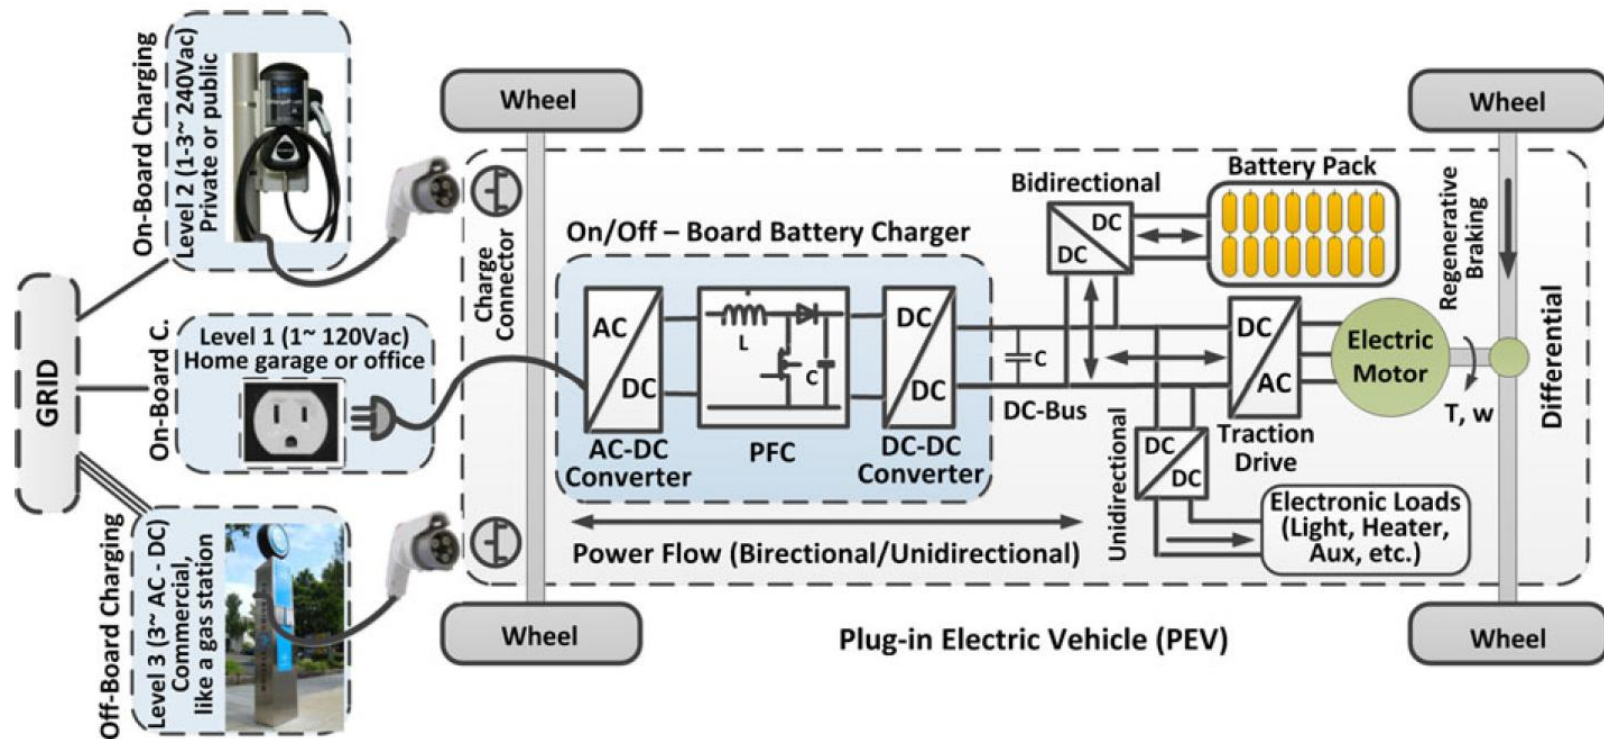 On-Board Charging
Level 2 (1-3~ 240Vac)
Private or public
GRID
On-Board C.
Level 1 (1~ 120Vac)
Home garage or office
Off-Board Charging
Level 3 (3~ AC - DC)
Commercial,
like a gas station
Wheel
Wheel
Charge
Connector
On/Off – Board Battery Charger
AC
DC
AC-DC
Converter
L
C
PFC
DC
DC
DC-DC
Converter
C
DC-Bus
Bidirectional
DC
DC
Battery Pack
Regenerative
Braking
DC
AC
Traction
Drive
Electric
Motor
T, w
Differential
Unidirectional
DC
DC
Electronic Loads
(Light, Heater,
Aux, etc.)
Power Flow (Birectional/Unidirectional)
Wheel
Wheel
Plug-in Electric Vehicle (PEV)